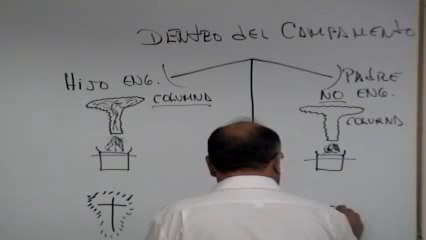 DENTRO DEL CAMPAMENTO
HIJO ENG.
COLUMNA
PADRE
NO ENG.
COLUMNA